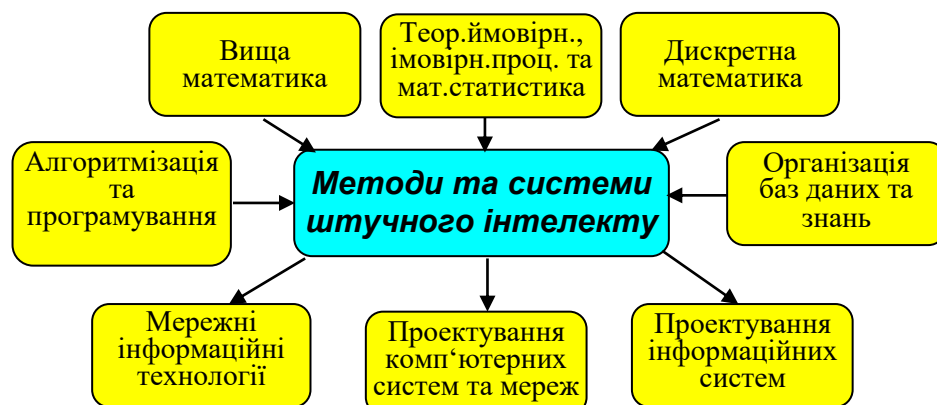 Вища
математика
Теор.ймовірн.,
імовірн.проц. та
мат.статистика
Дискретна
математика
Алгоритмізація
та
програмування
Методи та системи
штучного інтелекту
Організація
баз даних та
знань
Мережні
інформаційні
технології
Проектування
комп‘ютерних
систем та мереж
Проектування
інформаційних
систем